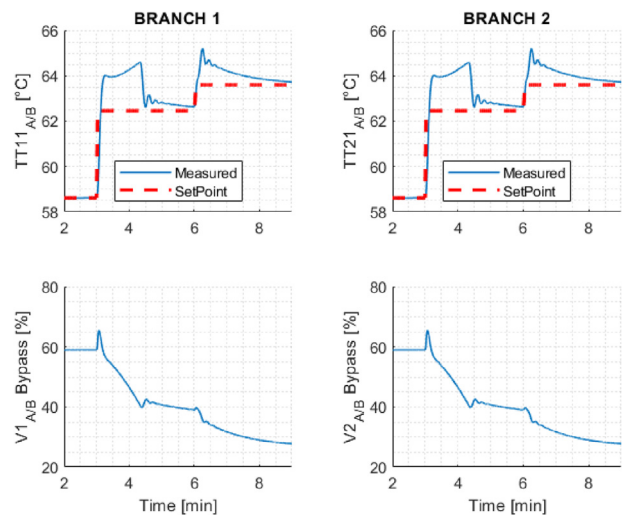 BRANCH 1
66
64
62
60
58
TT11A/B [°C]
Measured
SetPoint
2 4 6 8
BRANCH 2
66
64
62
60
58
TT21A/B [°C]
Measured
SetPoint
2 4 6 8
80
60
40
20
V1A/B Bypass [%]
2 4 6 8
Time [min]
80
60
40
20
V2A/B Bypass [%]
2 4 6 8
Time [min]